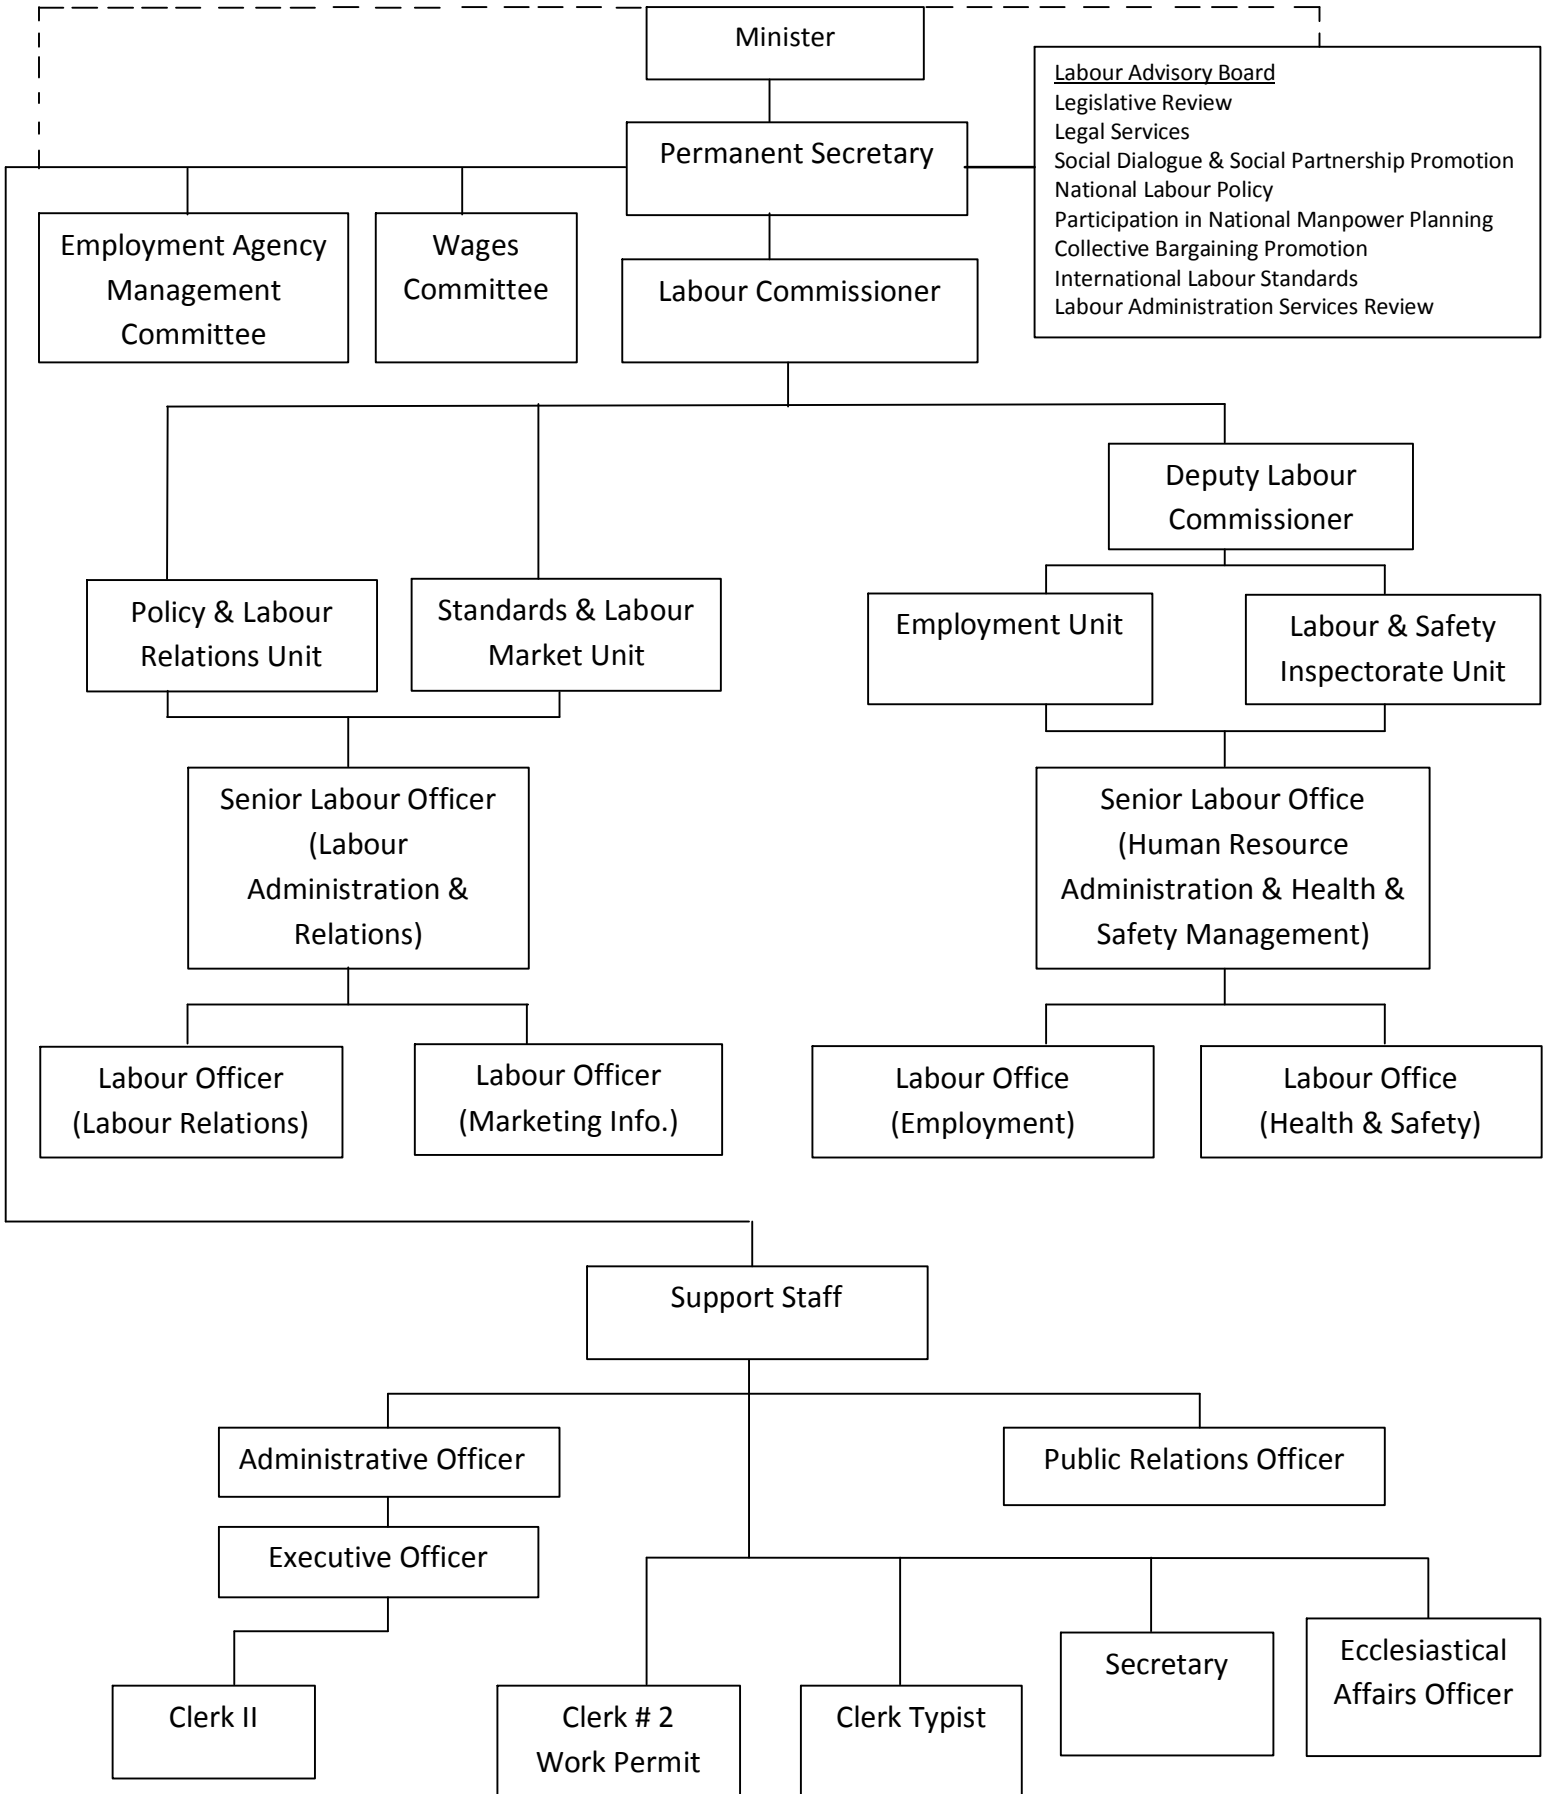 Minister
Labour Advisory Board
Legislative Review
Legal Services
Social Dialogue & Social Partnership Promotion
National Labour Policy
Participation in National Manpower Planning
Collective Bargaining Promotion
International Labour Standards
Labour Administration Services Review
Permanent Secretary
Employment Agency
Management
Committee
Wages
Committee
Labour Commissioner
Deputy Labour
Commissioner
Policy & Labour
Relations Unit
Standards & Labour
Market Unit
Employment Unit
Labour & Safety
Inspectorate Unit
Senior Labour Officer
(Labour
Administration &
Relations)
Senior Labour Office
(Human Resource
Administration & Health &
Safety Management)
Labour Officer
(Labour Relations)
Labour Officer
(Marketing Info.)
Labour Office
(Employment)
Labour Office
(Health & Safety)
Support Staff
Administrative Officer
Public Relations Officer
Executive Officer
Clerk II
Clerk # 2
Work Permit
Clerk Typist
Secretary
Ecclesiastical
Affairs Officer